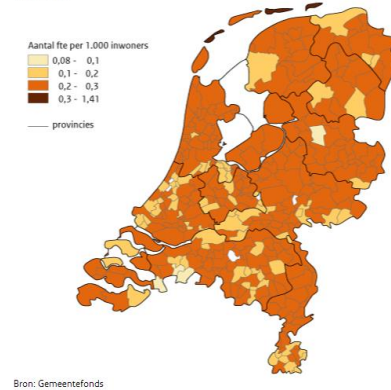 Aantal fte per 1.000 inwoners
0,08 - 0,1
0,1 - 0,2
0,2 - 0,3
0,3 - 1,41
provincies
Bron: Gemeentefonds